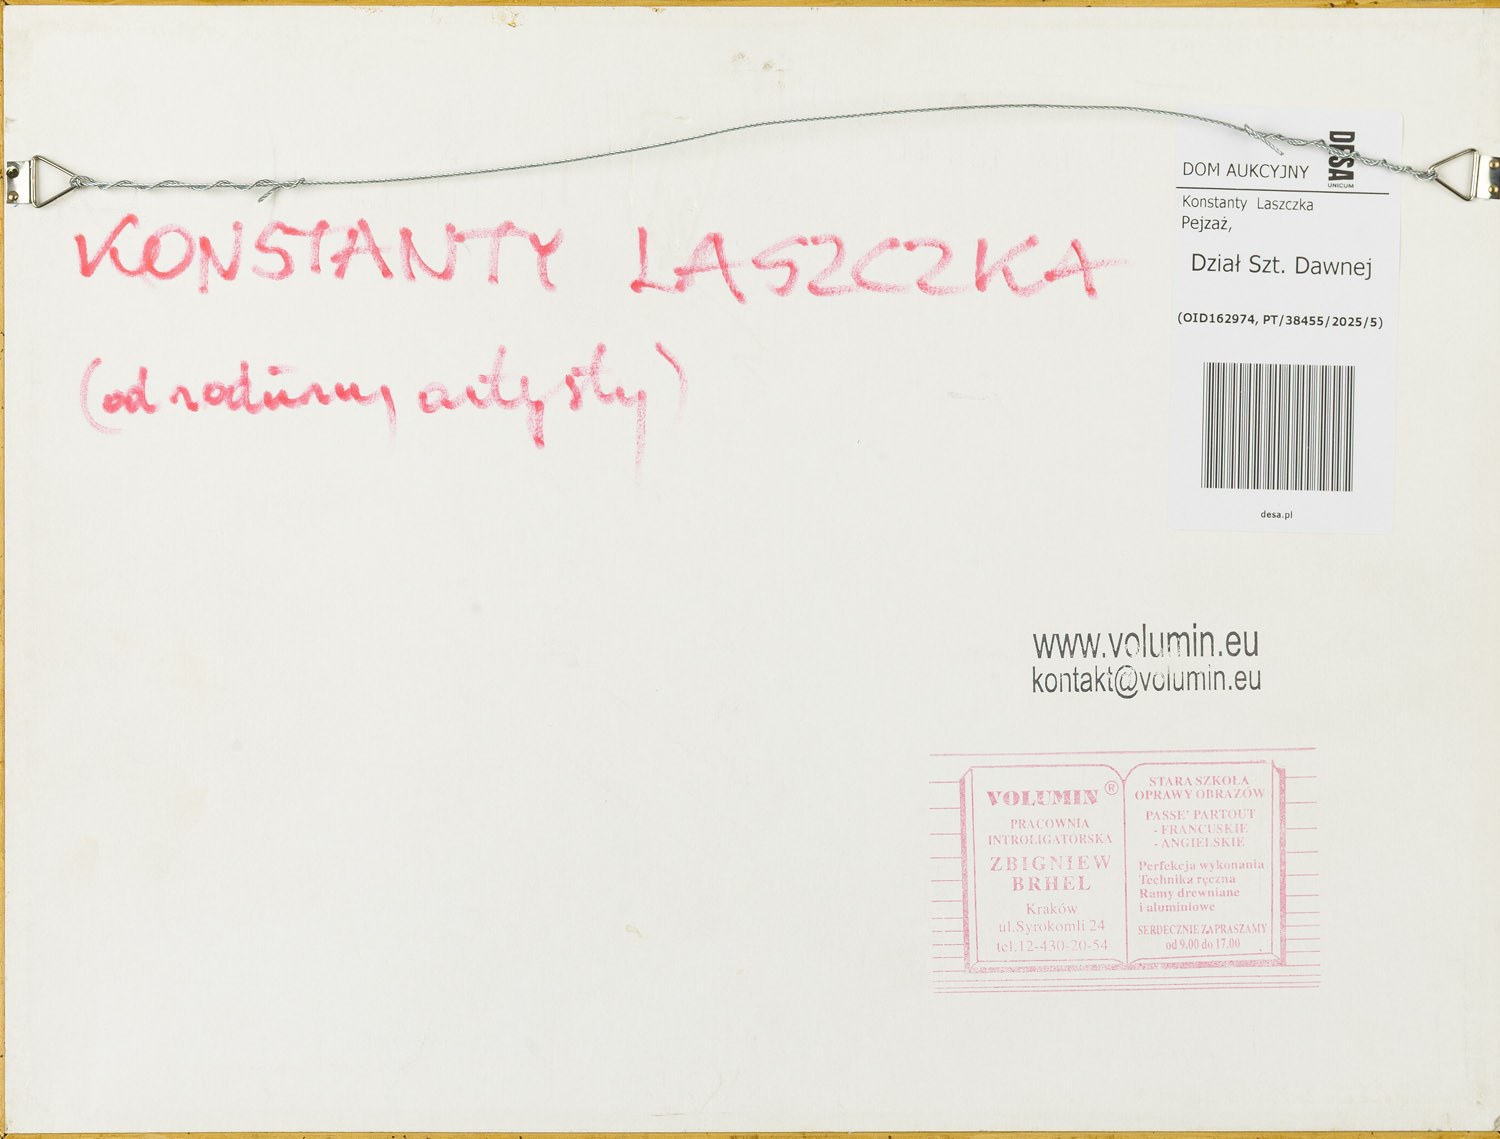 DOM AUKCYJNY
DESA
UNICUM
Konstanty Laszczka
Pejzaż,
Dział Szt. Dawnej
(OID162974, PT/38455/2025/5)
desa.pl
KONSTANTY LASZCZKA
(od rodziny artysty)
www.volumin.eu
kontakt@volumin.eu
VOLUMIN ®
PRACOWNIA
INTROLIGATORSKA
ZBIGNIEW
BRHEL
Kraków
ul.Syrokomli 24
tel.12-430-20-54
STARA SZKOŁA
OPRAWY OBRAZÓW
PASSE' PARTOUT
- FRANCUSKIE
- ANGIELSKIE
Perfekcja wykonania
Technika ręczna
Ramy drewniane
i aluminiowe
SERDECZNIE ZAPRASZAMY
od 9.00 do 17.00